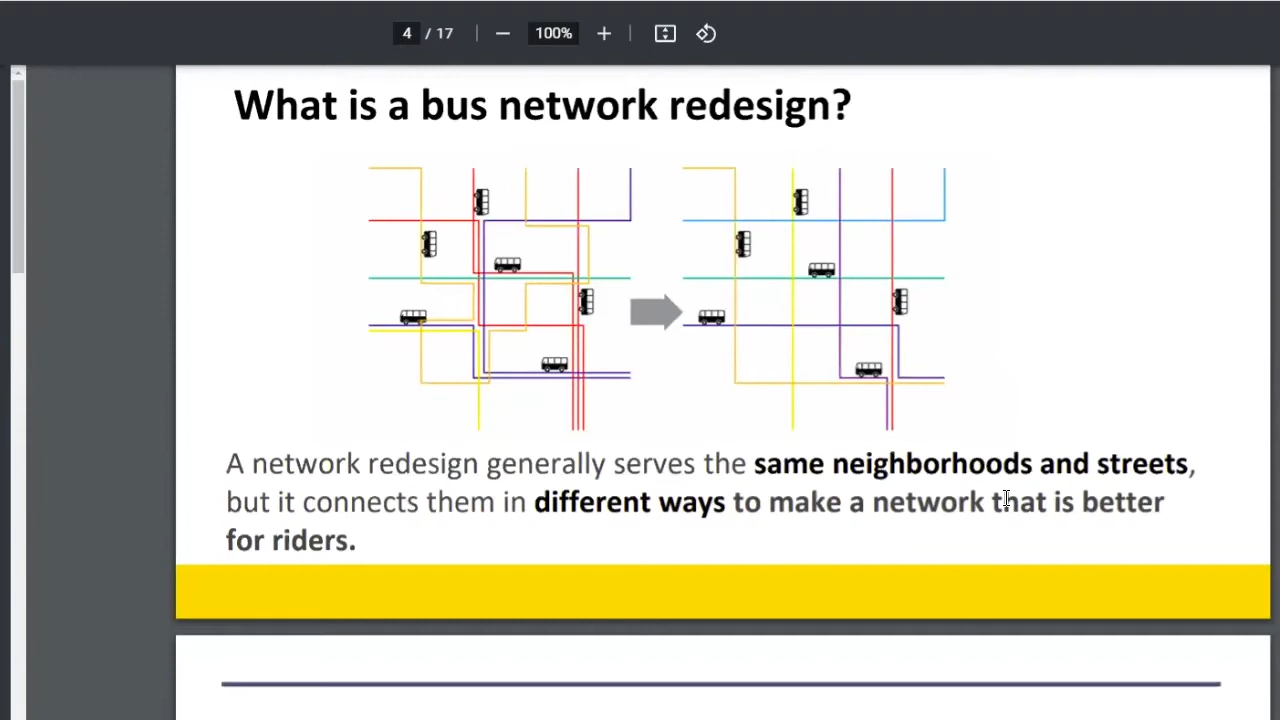 4 / 17 100%
What is a bus network redesign?
A network redesign generally serves the same neighborhoods and streets,
but it connects them in different ways to make a network that is better
for riders.